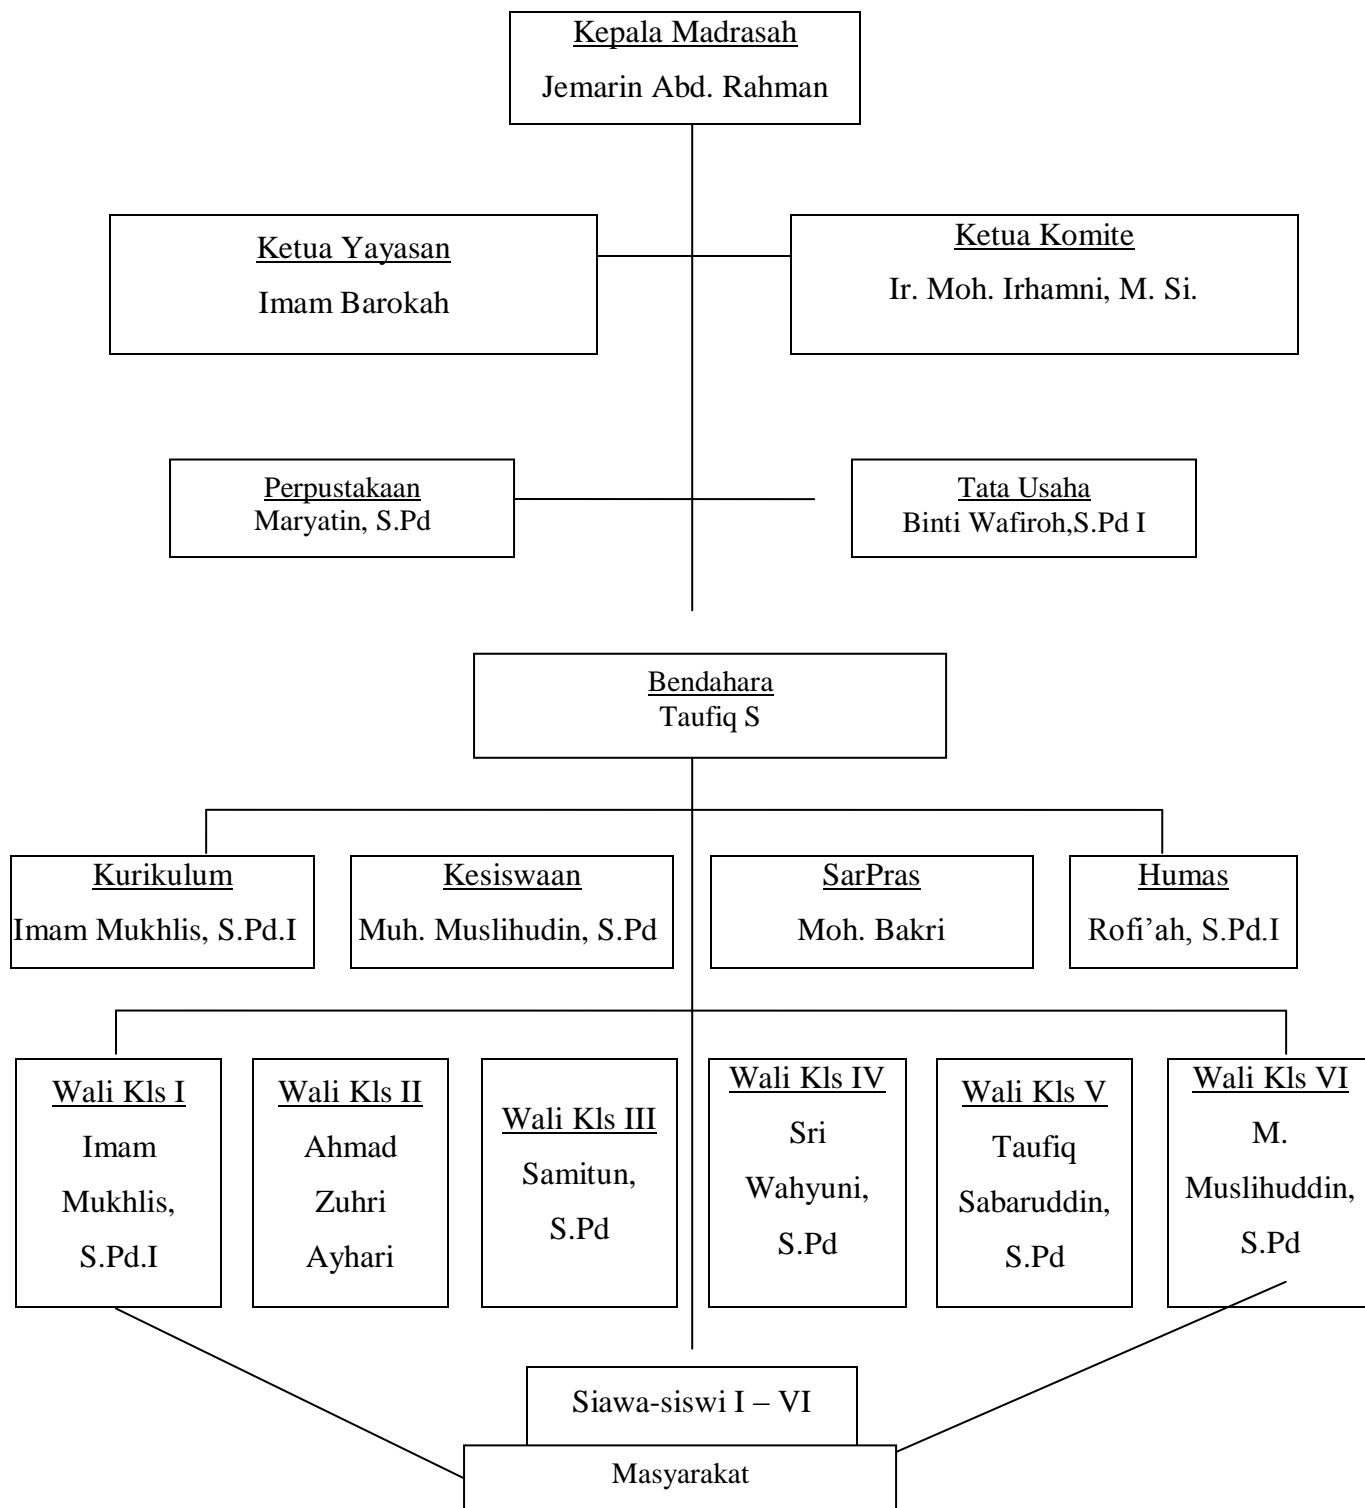 Kepala Madrasah
Jemarin Abd. Rahman
Ketua Yayasan
Imam Barokah
Ketua Komite
Ir. Moh. Irhamni, M. Si.
Perpustakaan
Maryatin, S.Pd
Tata Usaha
Binti Wafiroh,S.Pd I
Bendahara
Taufiq S
Kurikulum
Imam Mukhlis, S.Pd.I
Kesiswaan
Muh. Muslihudin, S.Pd
SarPras
Moh. Bakri
Humas
Rofi’ah, S.Pd.I
Wali Kls I
Imam
Mukhlis,
S.Pd.I
Wali Kls II
Ahmad
Zuhri
Ayhari
Wali Kls III
Samitun,
S.Pd
Wali Kls IV
Sri
Wahyuni,
S.Pd
Wali Kls V
Taufiq
Sabaruddin,
S.Pd
Wali Kls VI
M.
Muslihuddin,
S.Pd
Siawa-siswi I – VI
Masyarakat